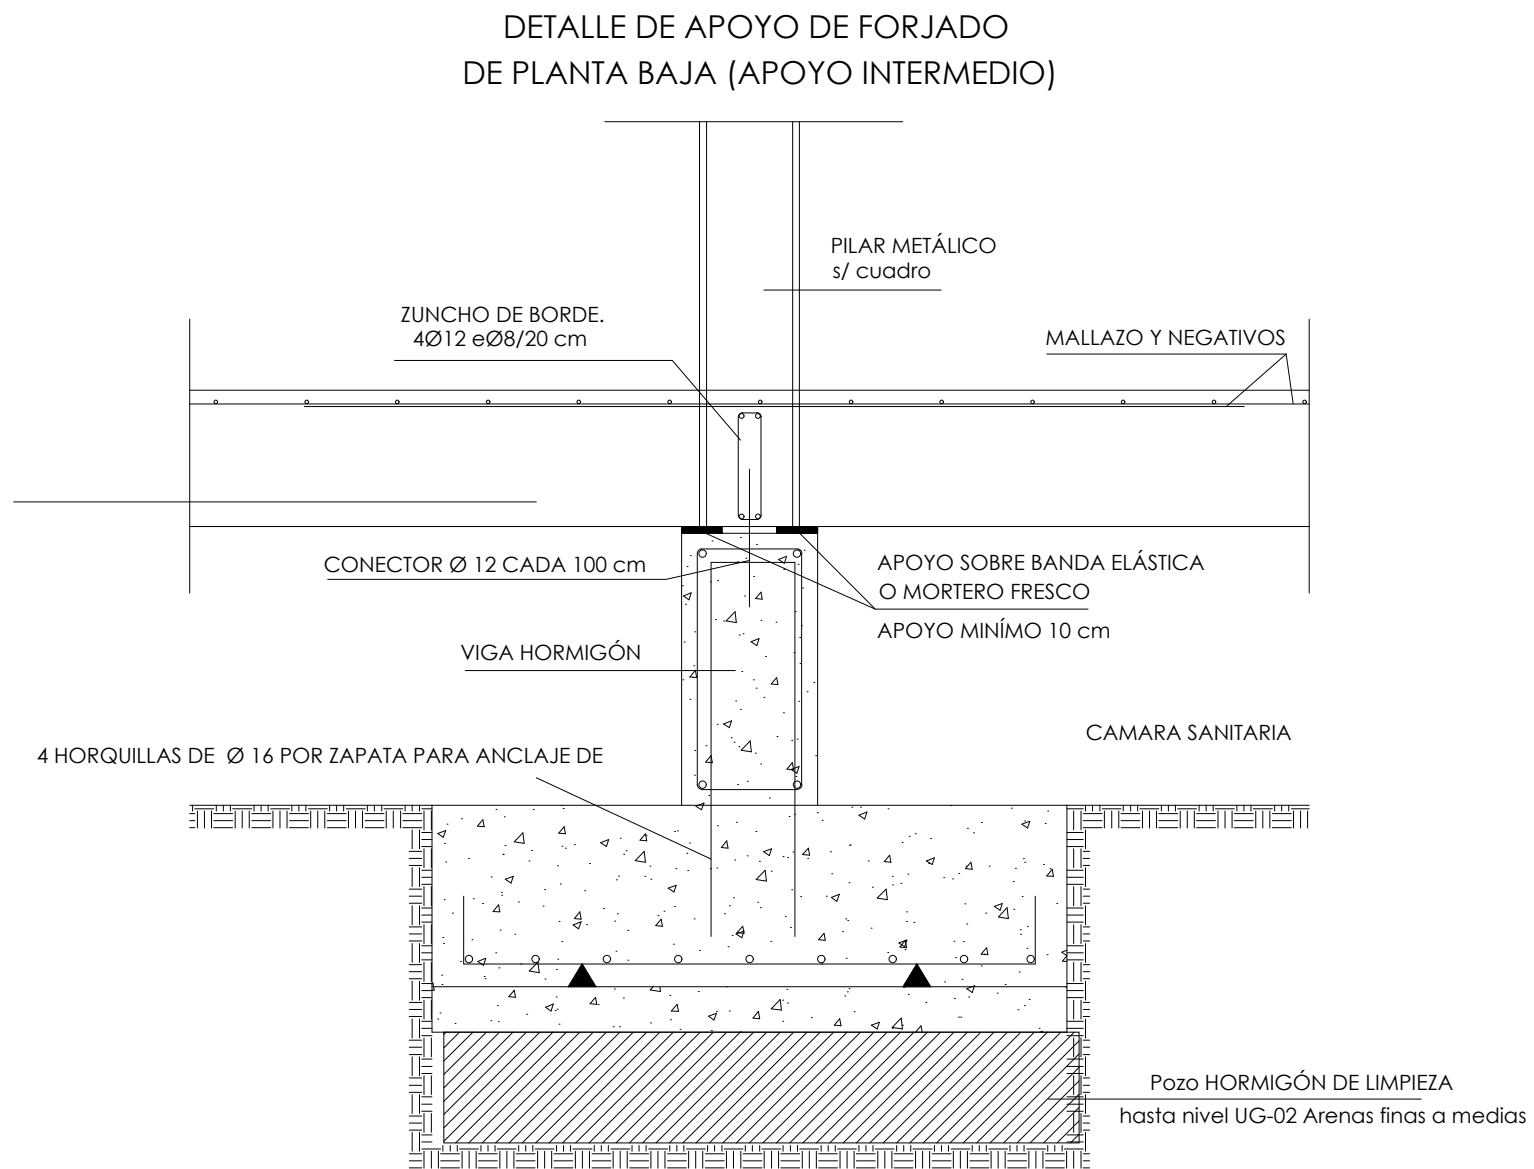 DETALLE DE APOYO DE FORJADO
DE PLANTA BAJA (APOYO INTERMEDIO)
PILAR METÁLICO
s/ cuadro
ZUNCHO DE BORDE.
4Ø12 eØ8/20 cm
MALLAZO Y NEGATIVOS
CONECTOR Ø 12 CADA 100 cm
APOYO SOBRE BANDA ELÁSTICA
O MORTERO FRESCO
APOYO MINÍMO 10 cm
VIGA HORMIGÓN
CAMARA SANITARIA
4 HORQUILLAS DE Ø 16 POR ZAPATA PARA ANCLAJE DE
Pozo HORMIGÓN DE LIMPIEZA
hasta nivel UG-02 Arenas finas a medias